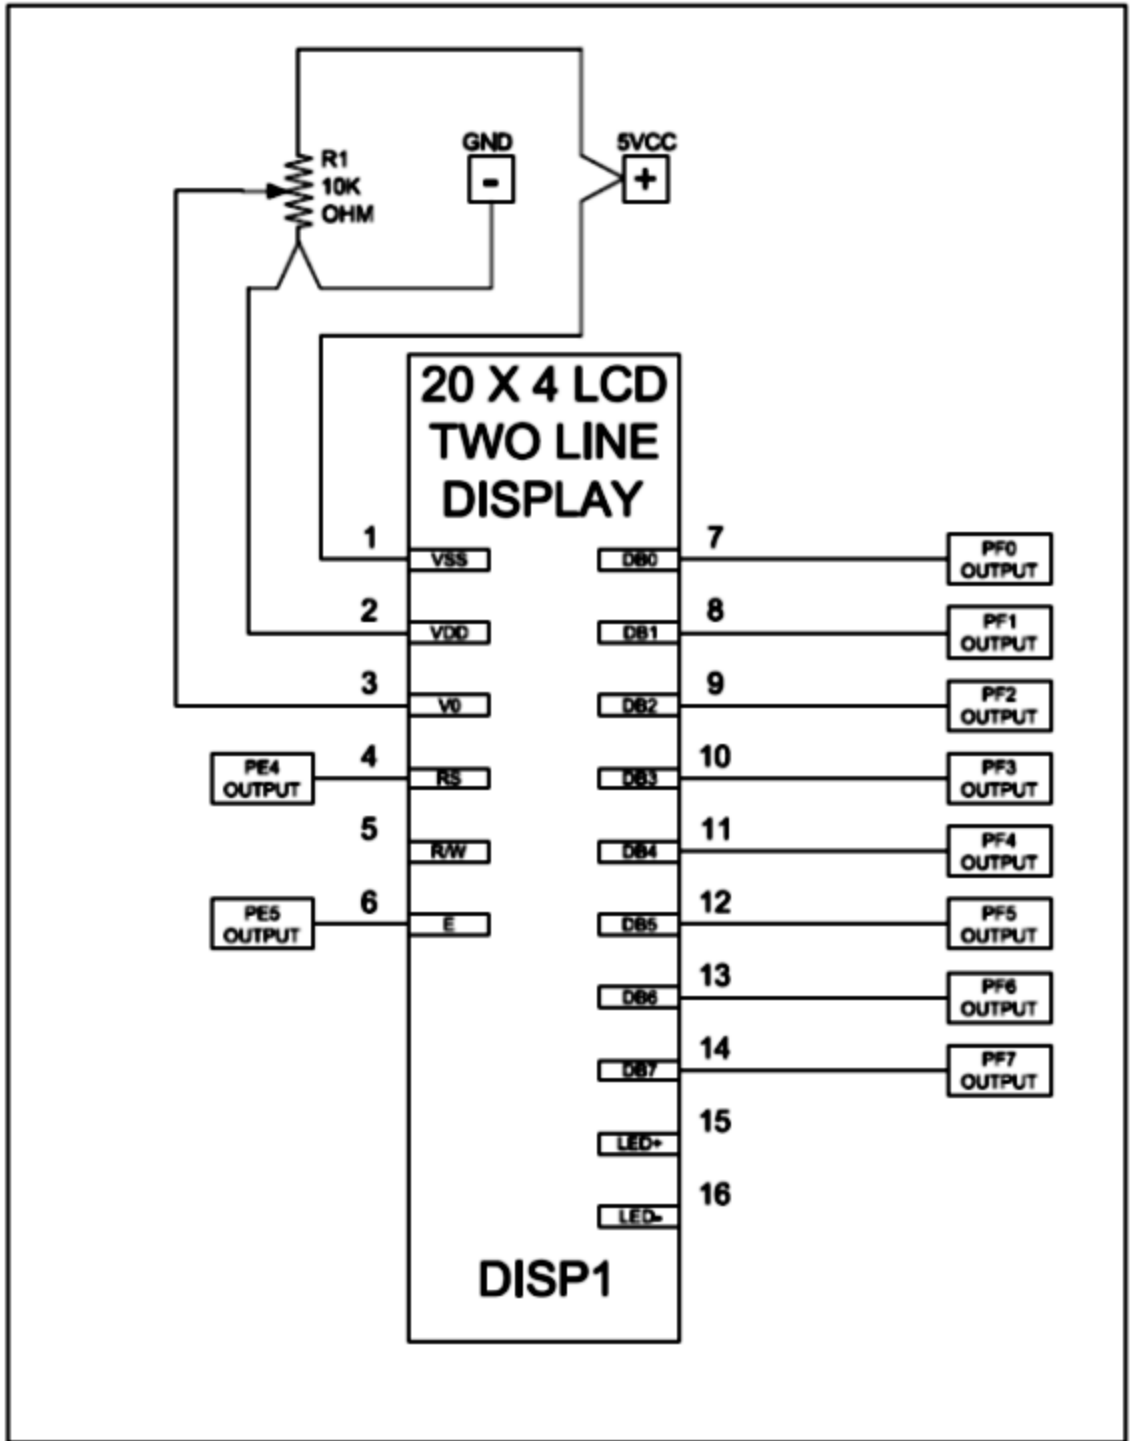 GND
5VCC
-
+
R1
10K
OHM
20 X 4 LCD
TWO LINE
DISPLAY
1
VSS
DB0
7
PF0
OUTPUT
2
VDD
DB1
8
PF1
OUTPUT
3
V0
DB2
9
PF2
OUTPUT
PE4
OUTPUT
4
RS
DB3
10
PF3
OUTPUT
5
R/W
DB4
11
PF4
OUTPUT
PE5
OUTPUT
6
E
DB5
12
PF5
OUTPUT
DB6
13
PF6
OUTPUT
DB7
14
PF7
OUTPUT
LED+
15
LED-
16
DISP1